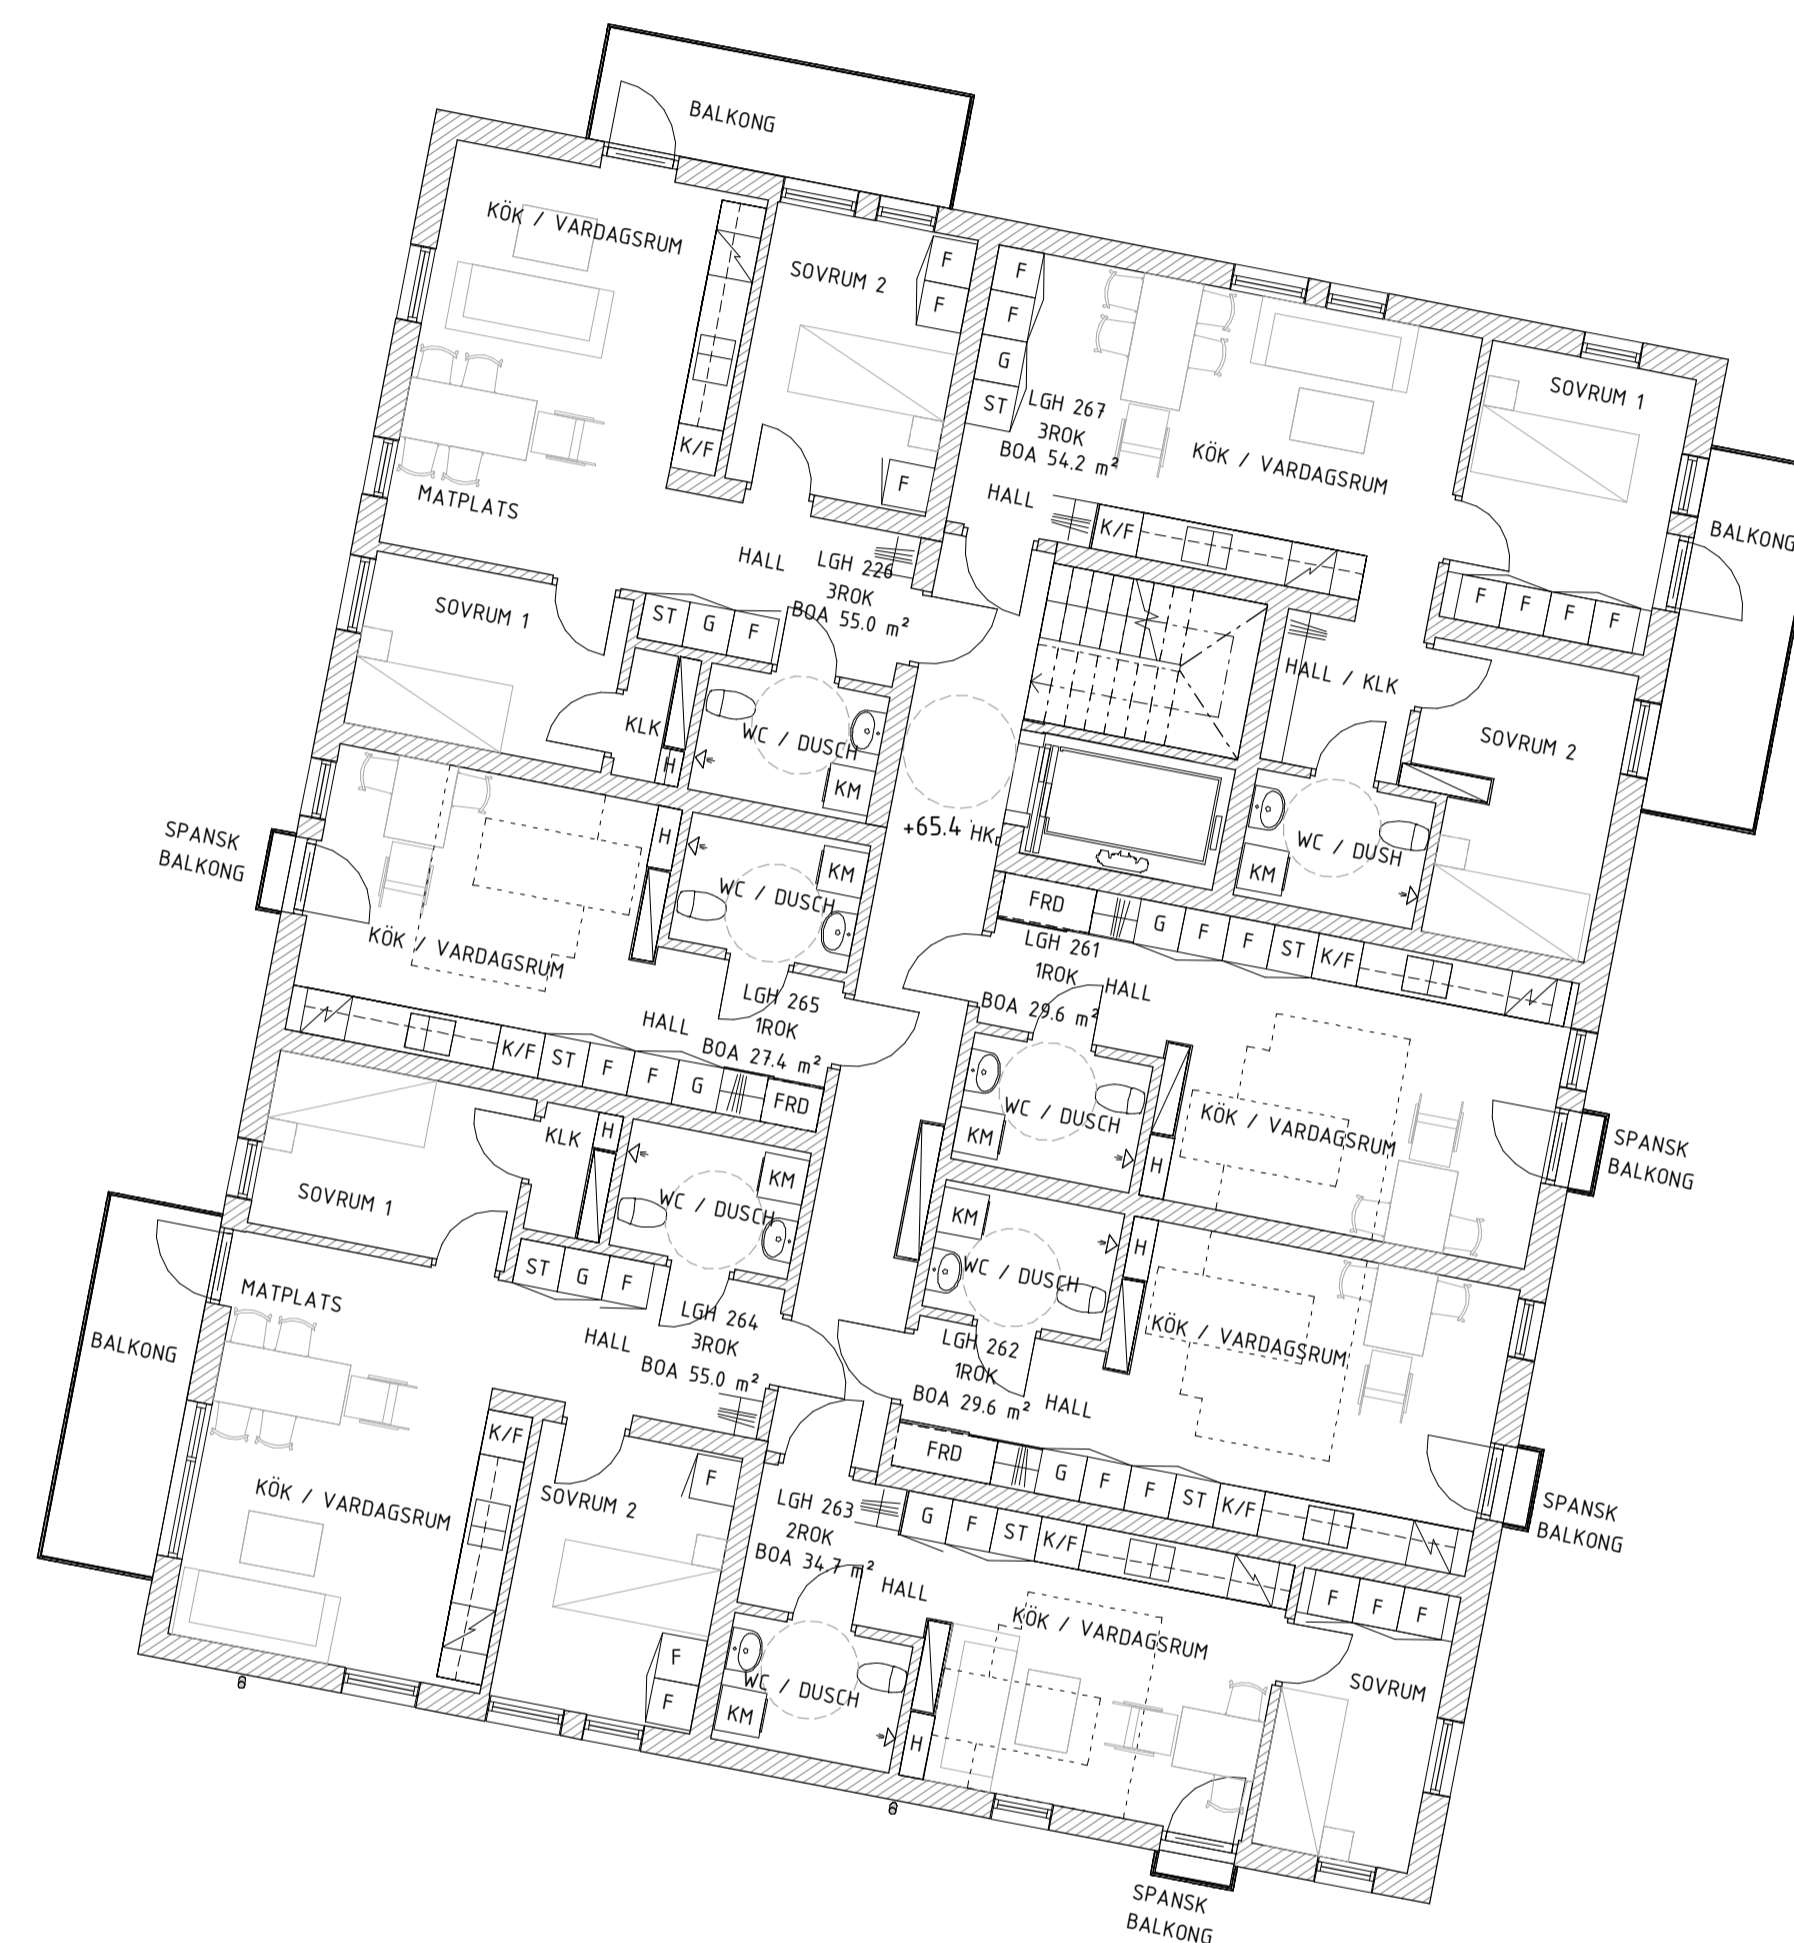 BALKONG
KÖK / VARDAGSRUM
SOVRUM 2
F
F
F
K/F
MATPLATS
HALL
LGH 226
3ROK
BOA 55.0 m²
SOVRUM 1
ST
G
F
KLK
H
WC / DUSCH
KM
F
F
G
ST
LGH 267
3ROK
BOA 54.2 m²
HALL
K/F
KÖK / VARDAGSRUM
SOVRUM 1
BALKONG
F
F
F
F
HALL / KLK
SOVRUM 2
WC / DUSH
KM
+65.4 HK
SPANSK
BALKONG
H
WC / DUSCH
KM
KÖK / VARDAGSRUM
LGH 265
1ROK
BOA 27.4 m²
HALL
K/F
ST
F
F
G
FRD
FRD
G
F
F
ST
K/F
LGH 261
1ROK
BOA 29.6 m²
HALL
WC / DUSCH
KM
H
KÖK / VARDAGSRUM
SPANSK
BALKONG
KLK
H
SOVRUM 1
WC / DUSCH
KM
ST
G
F
MATPLATS
BALKONG
HALL
LGH 264
3ROK
BOA 55.0 m²
K/F
KÖK / VARDAGSRUM
SOVRUM 2
F
F
F
KM
WC / DUSCH
H
KÖK / VARDAGSRUM
LGH 262
1ROK
BOA 29.6 m²
HALL
FRD
G
F
F
ST
K/F
SPANSK
BALKONG
LGH 263
2ROK
BOA 34.7 m²
HALL
G
F
ST
K/F
F
F
F
KÖK / VARDAGSRUM
SOVRUM
WC / DUSCH
KM
H
SPANSK
BALKONG